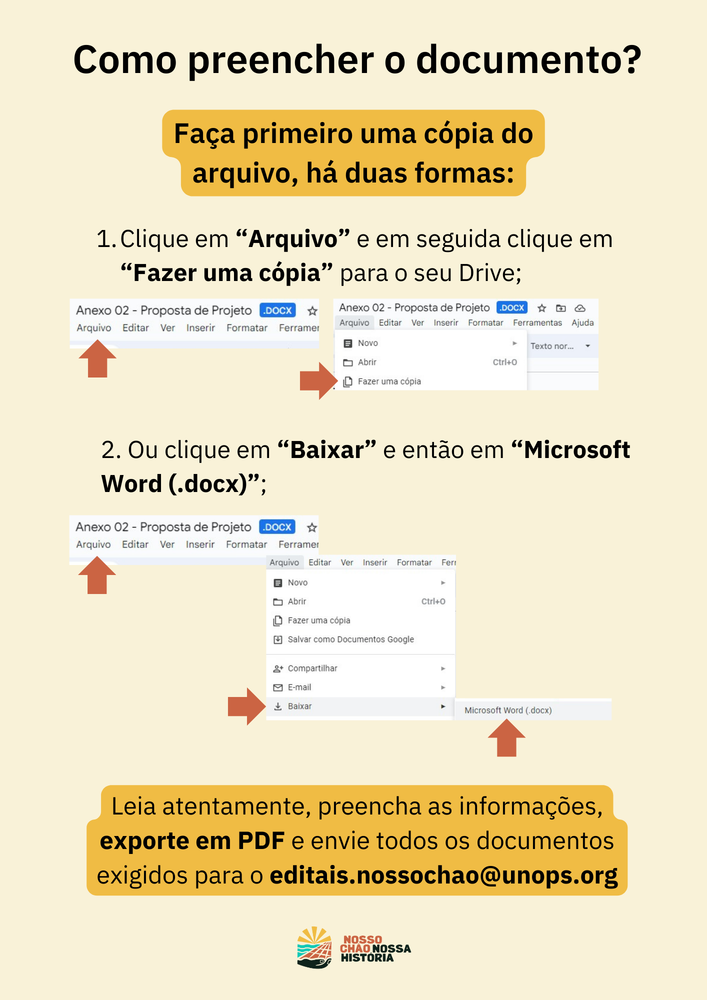 Como preencher o documento?
Faça primeiro uma cópia do
arquivo, há duas formas:
1. Clique em “Arquivo” e em seguida clique em
“Fazer uma cópia” para o seu Drive;
Anexo 02 - Proposta de Projeto .DOCX
Arquivo Editar Ver Inserir Formatar Ferramer
Anexo 02 - Proposta de Projeto .DOCX
Arquivo Editar Ver Inserir Formatar Ferramentas Ajuda
Novo
Texto nor...
Abrir Ctrl+O
Fazer uma cópia
2. Ou clique em “Baixar” e então em “Microsoft
Word (.docx)”;
Anexo 02 - Proposta de Projeto .DOCX
Arquivo Editar Ver Inserir Formatar Ferramer
Arquivo Editar Ver Inserir Formatar Ferr
Novo
Abrir Ctrl+O
Fazer uma cópia
Salvar como Documentos Google
Compartilhar
E-mail
Baixar
Microsoft Word (.docx)
Leia atentamente, preencha as informações,
exporte em PDF e envie todos os documentos
exigidos para o editais.nossochao@unops.org
NOSSO
CHÃO NOSSA
HISTÓRIA